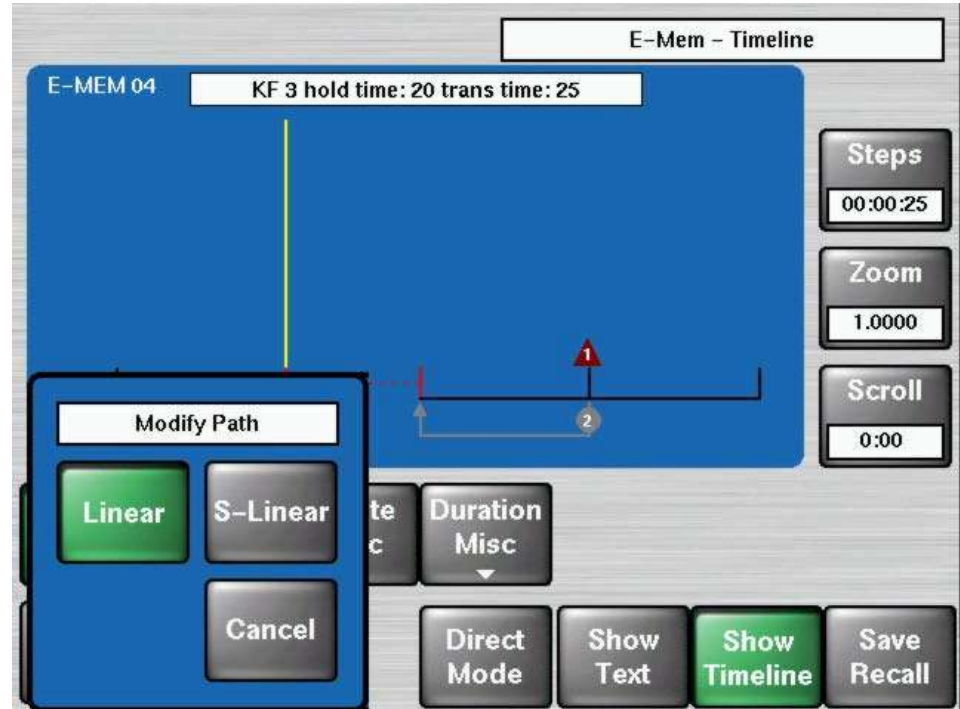 E-Mem - Timeline
E-MEM 04
KF 3 hold time: 20 trans time: 25
Steps
00:00:25
Zoom
1.0000
1
Scroll
0:00
2
Modify Path
Linear
S-Linear
Duration
Misc
Cancel
Direct
Mode
Show
Text
Show
Timeline
Save
Recall